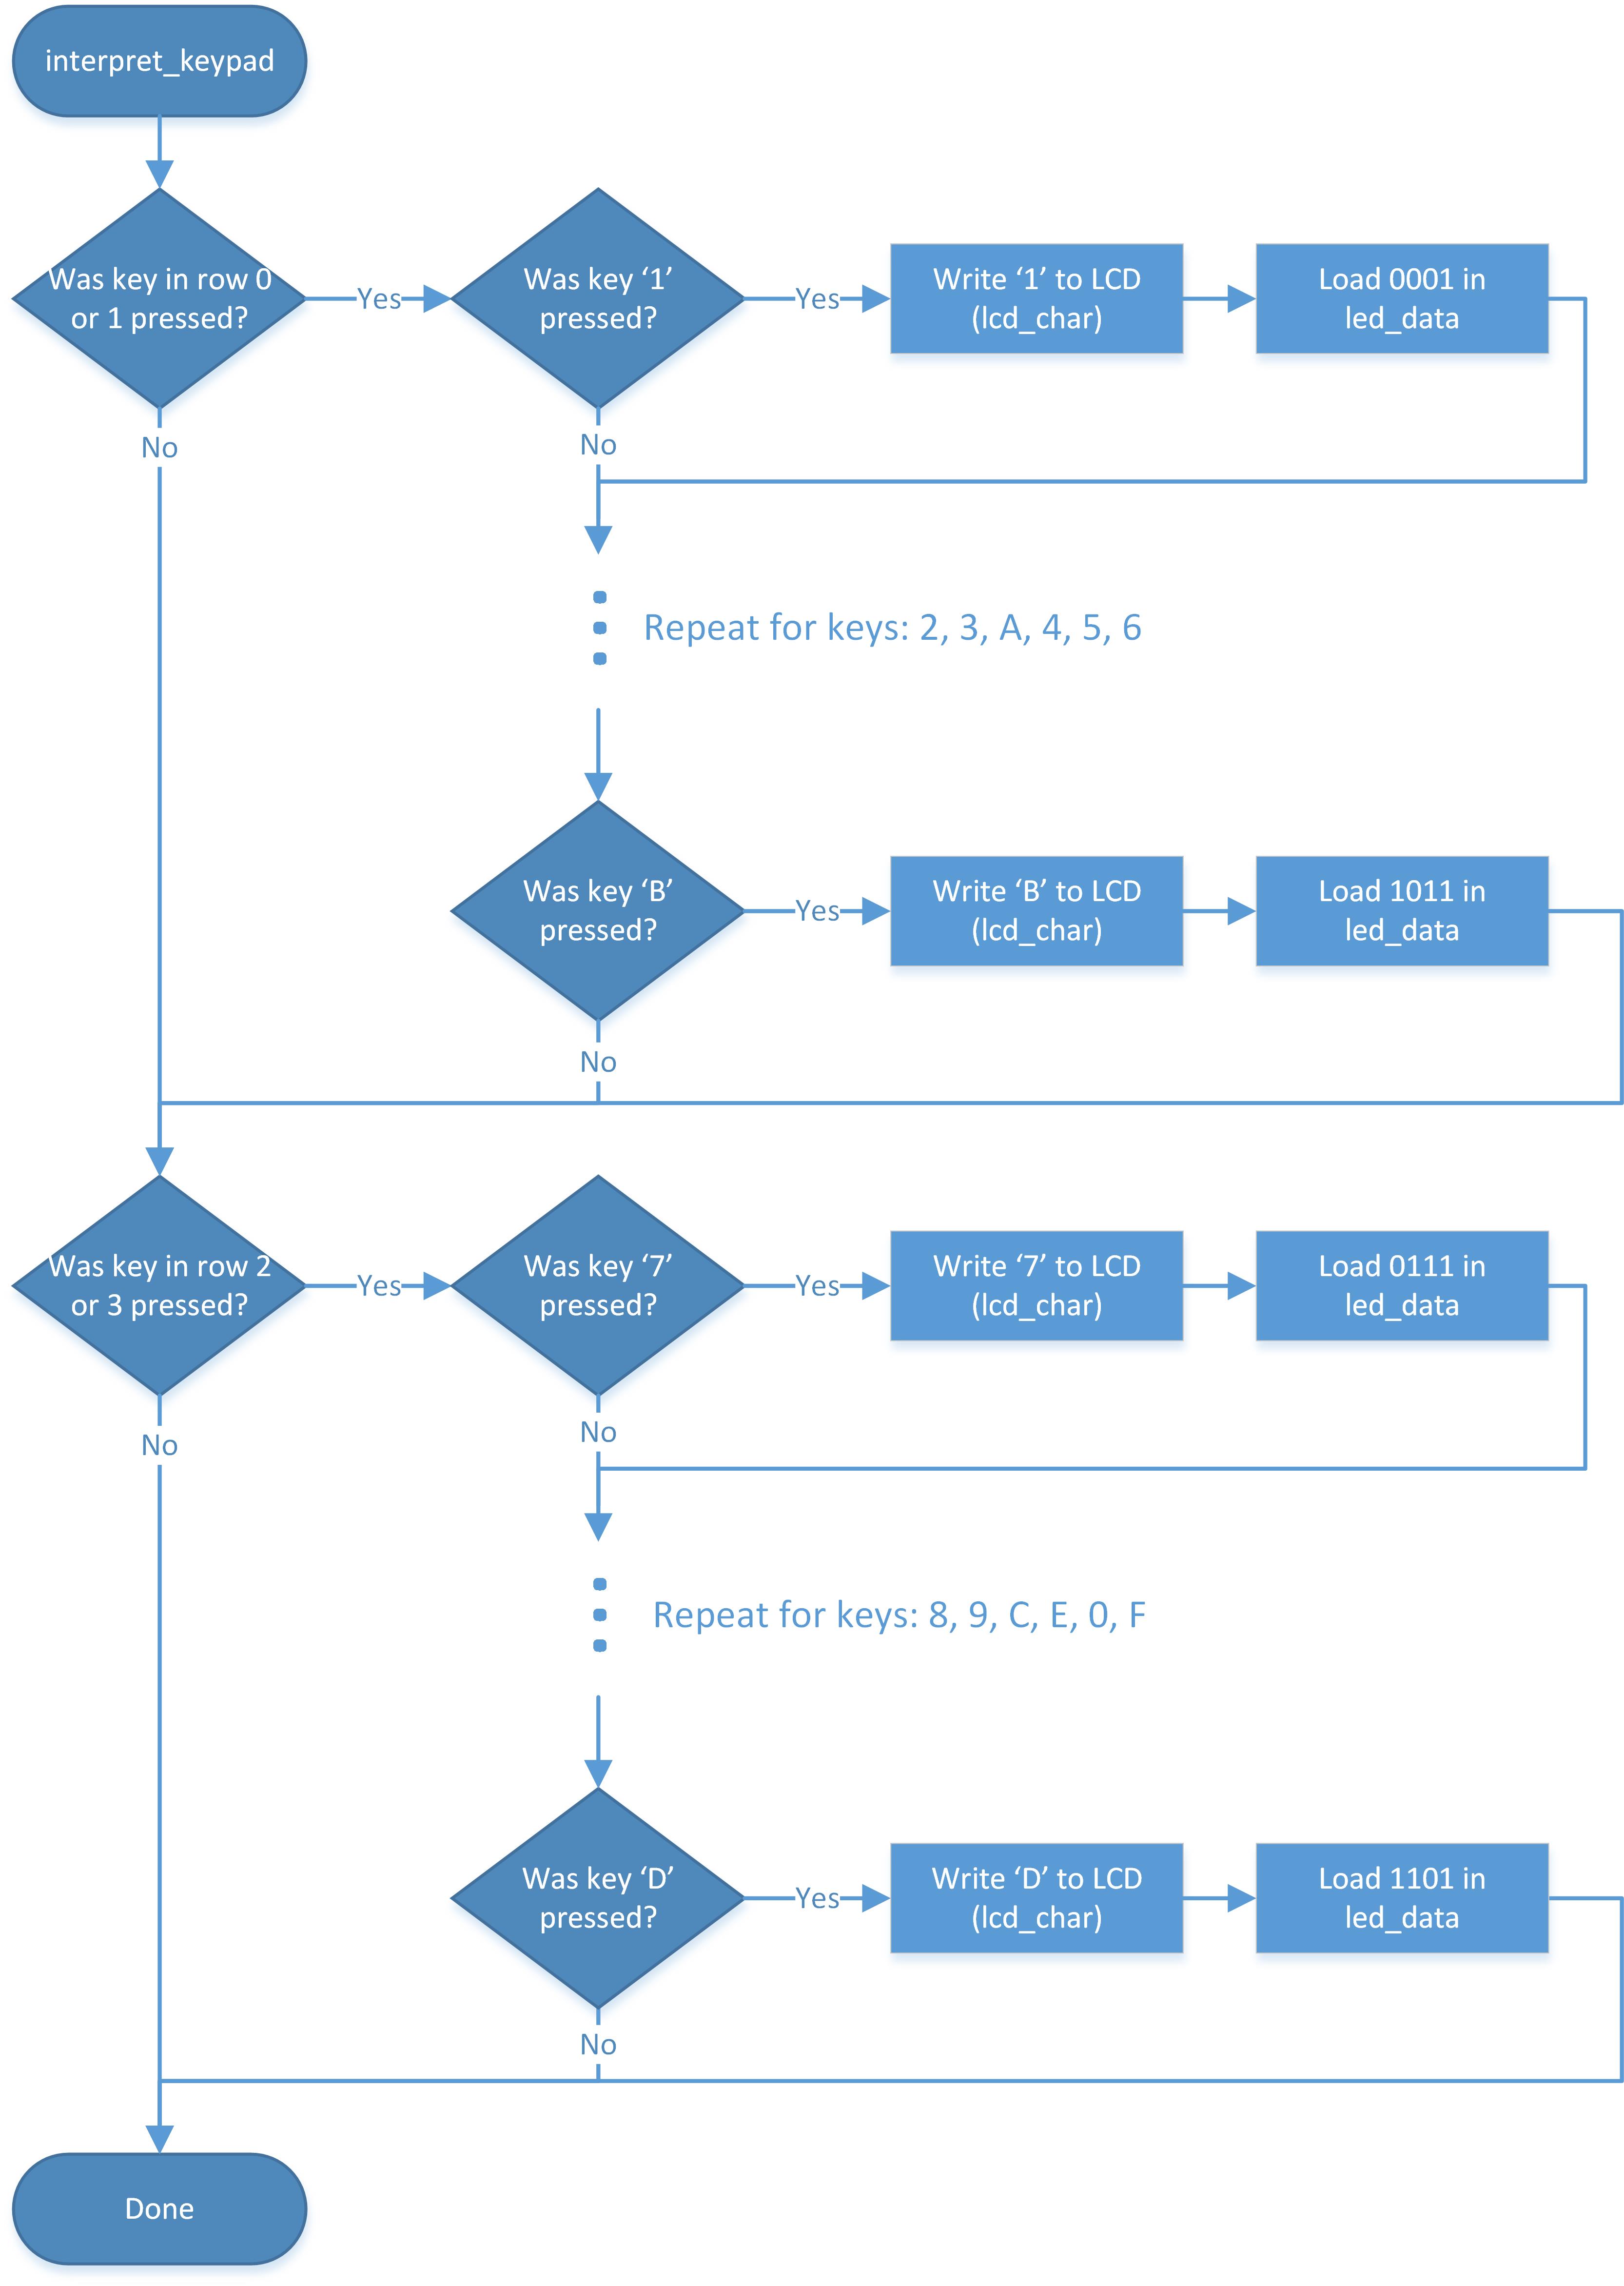 interpret_keypad
Was key in row 0
or 1 pressed?
Yes
Was key ‘1’
pressed?
Yes
Write ‘1’ to LCD
(lcd_char)
Load 0001 in
led_data
No
No
Repeat for keys: 2, 3, A, 4, 5, 6
Was key ‘B’
pressed?
Yes
Write ‘B’ to LCD
(lcd_char)
Load 1011 in
led_data
No
Was key in row 2
or 3 pressed?
Yes
Was key ‘7’
pressed?
Yes
Write ‘7’ to LCD
(lcd_char)
Load 0111 in
led_data
No
No
Repeat for keys: 8, 9, C, E, 0, F
Was key ‘D’
pressed?
Yes
Write ‘D’ to LCD
(lcd_char)
Load 1101 in
led_data
No
Done